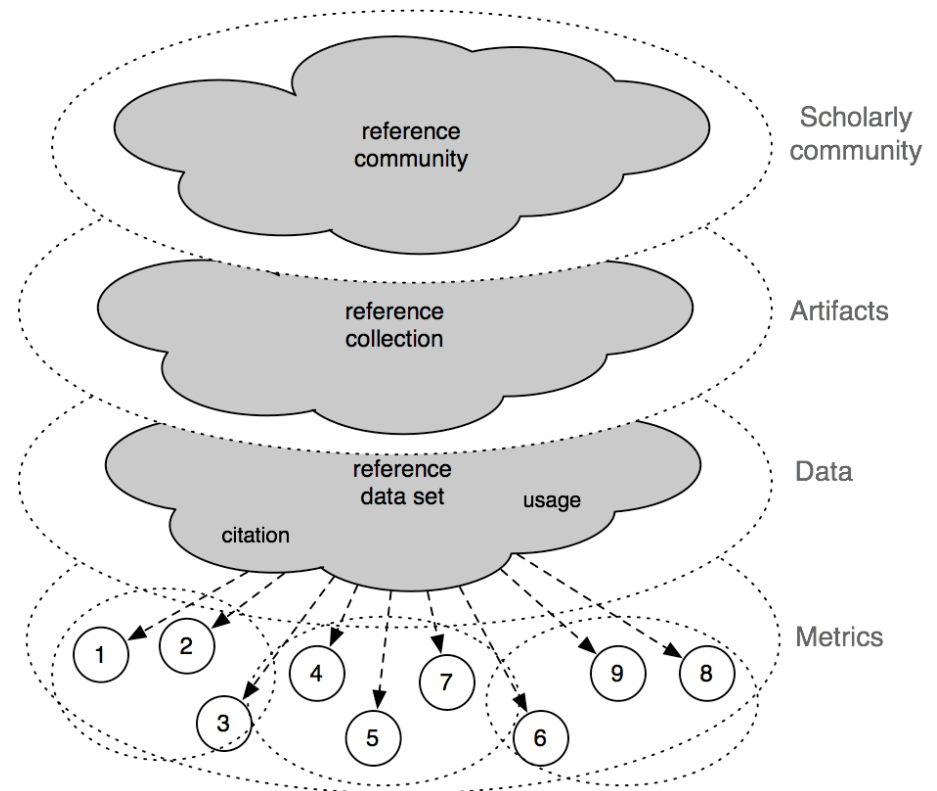 reference
community
Scholarly
community
reference
collection
Artifacts
reference
data set
usage
citation
Data
1
2
3
4
5
7
6
9
8
Metrics